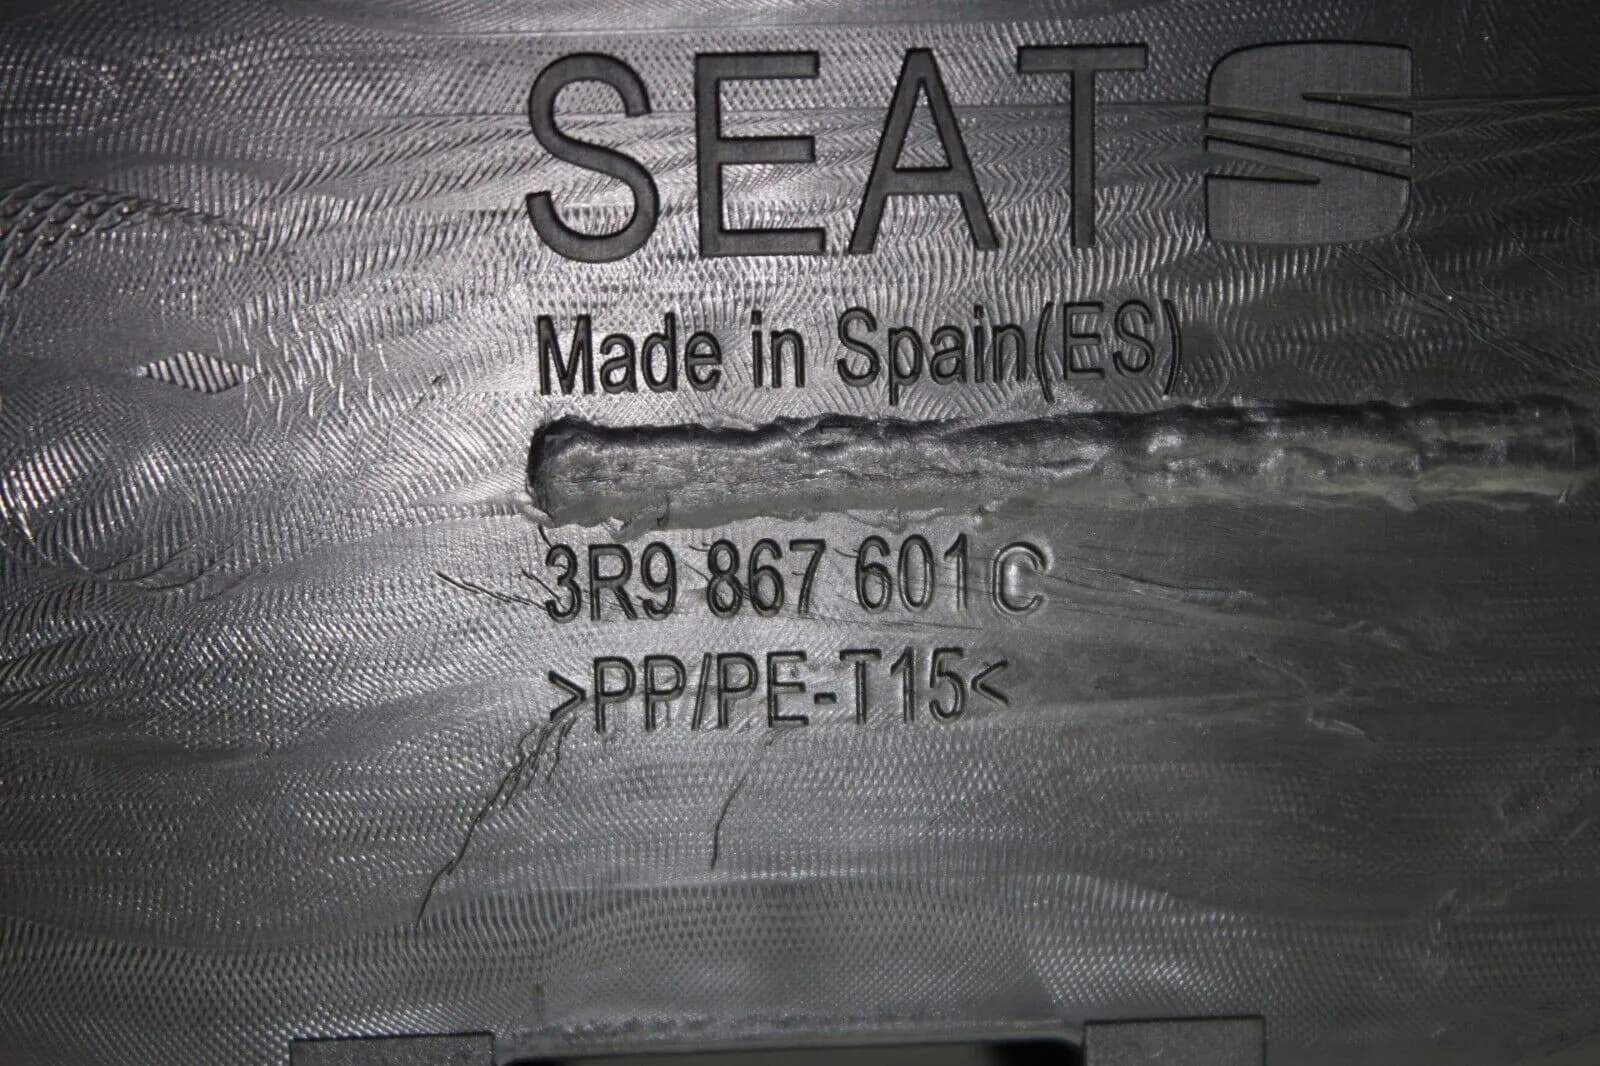 SEAT
Made in Spain(ES)
3R9 867 601 C
>PP/PE-T15<